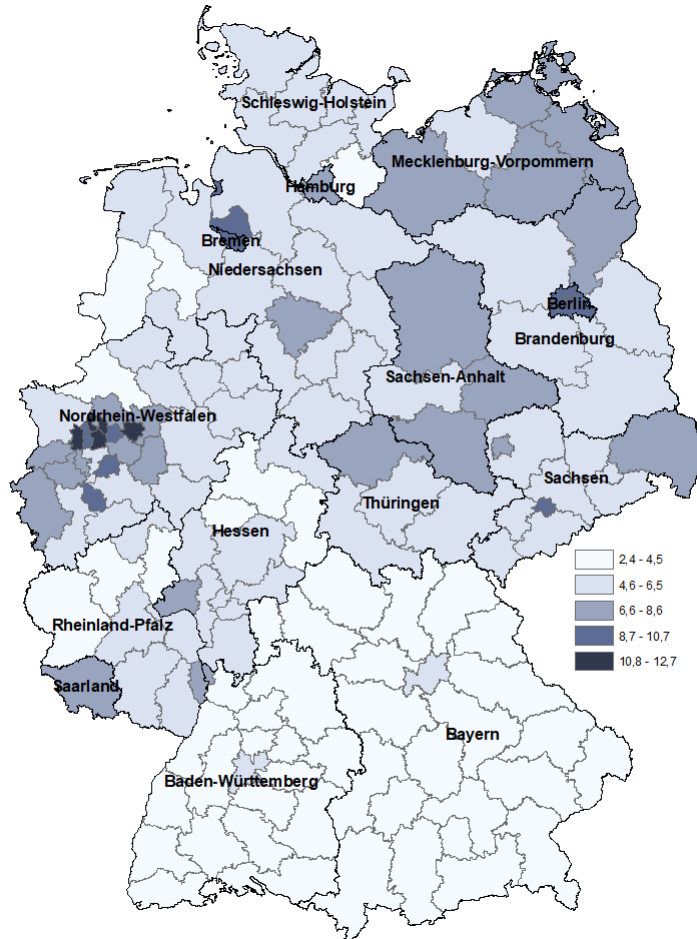 Schleswig-Holstein
Mecklenburg-Vorpommern
Hamburg
Bremen
Niedersachsen
Berlin
Brandenburg
Sachsen-Anhalt
Nordrhein-Westfalen
Sachsen
Thüringen
Hessen
2,4 - 4,5
4,6 - 6,5
6,6 - 8,6
8,7 - 10,7
10,8 - 12,7
Rheinland-Pfalz
Saarland
Bayern
Baden-Württemberg